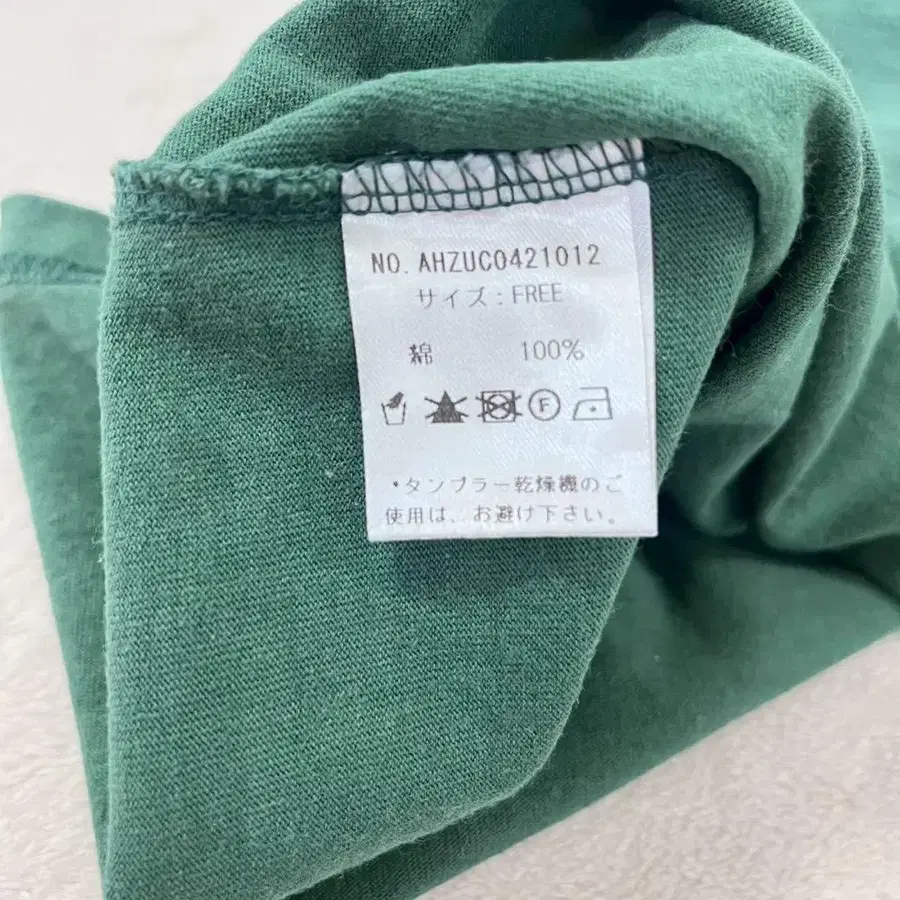 NO. AHZUC0421012
サイズ:FREE
綿 100%
F
・タンブラー乾燥機のご
使用は、お避け下さい。